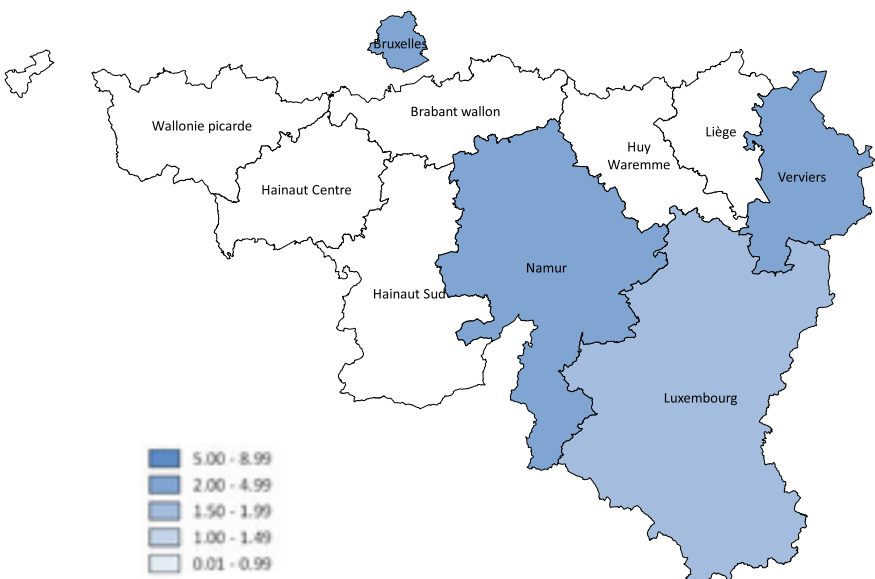 Bruxelles
Wallonie picarde
Brabant wallon
Liège
Huy
Waremme
Verviers
Hainaut Centre
Namur
Hainaut Sud
Luxembourg
5.00 - 8.99
2.00 - 4.99
1.50 - 1.99
1.00 - 1.49
0.01 - 0.99